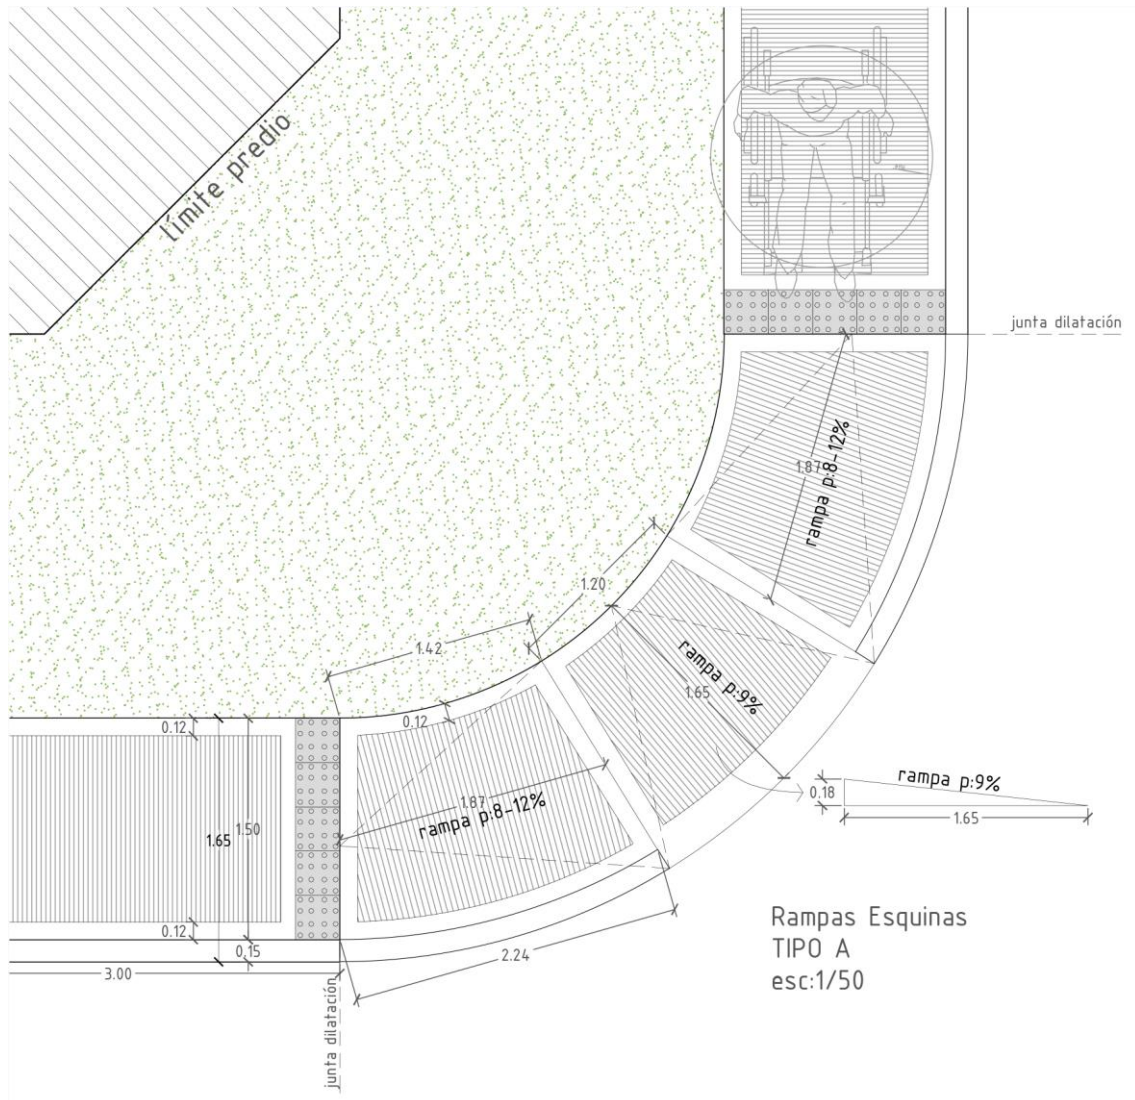 límite predio
junta dilatación
rampa p:8-12%
1.87
1.20
1.42
rampa p:9%
1.65
0.12
0.12
1.87
rampa p:8-12%
rampa p:9%
0.18
1.65
1.65
1.50
0.12
0.15
3.00
2.24
junta dilatación
Rampas Esquinas
TIPO A
esc:1/50